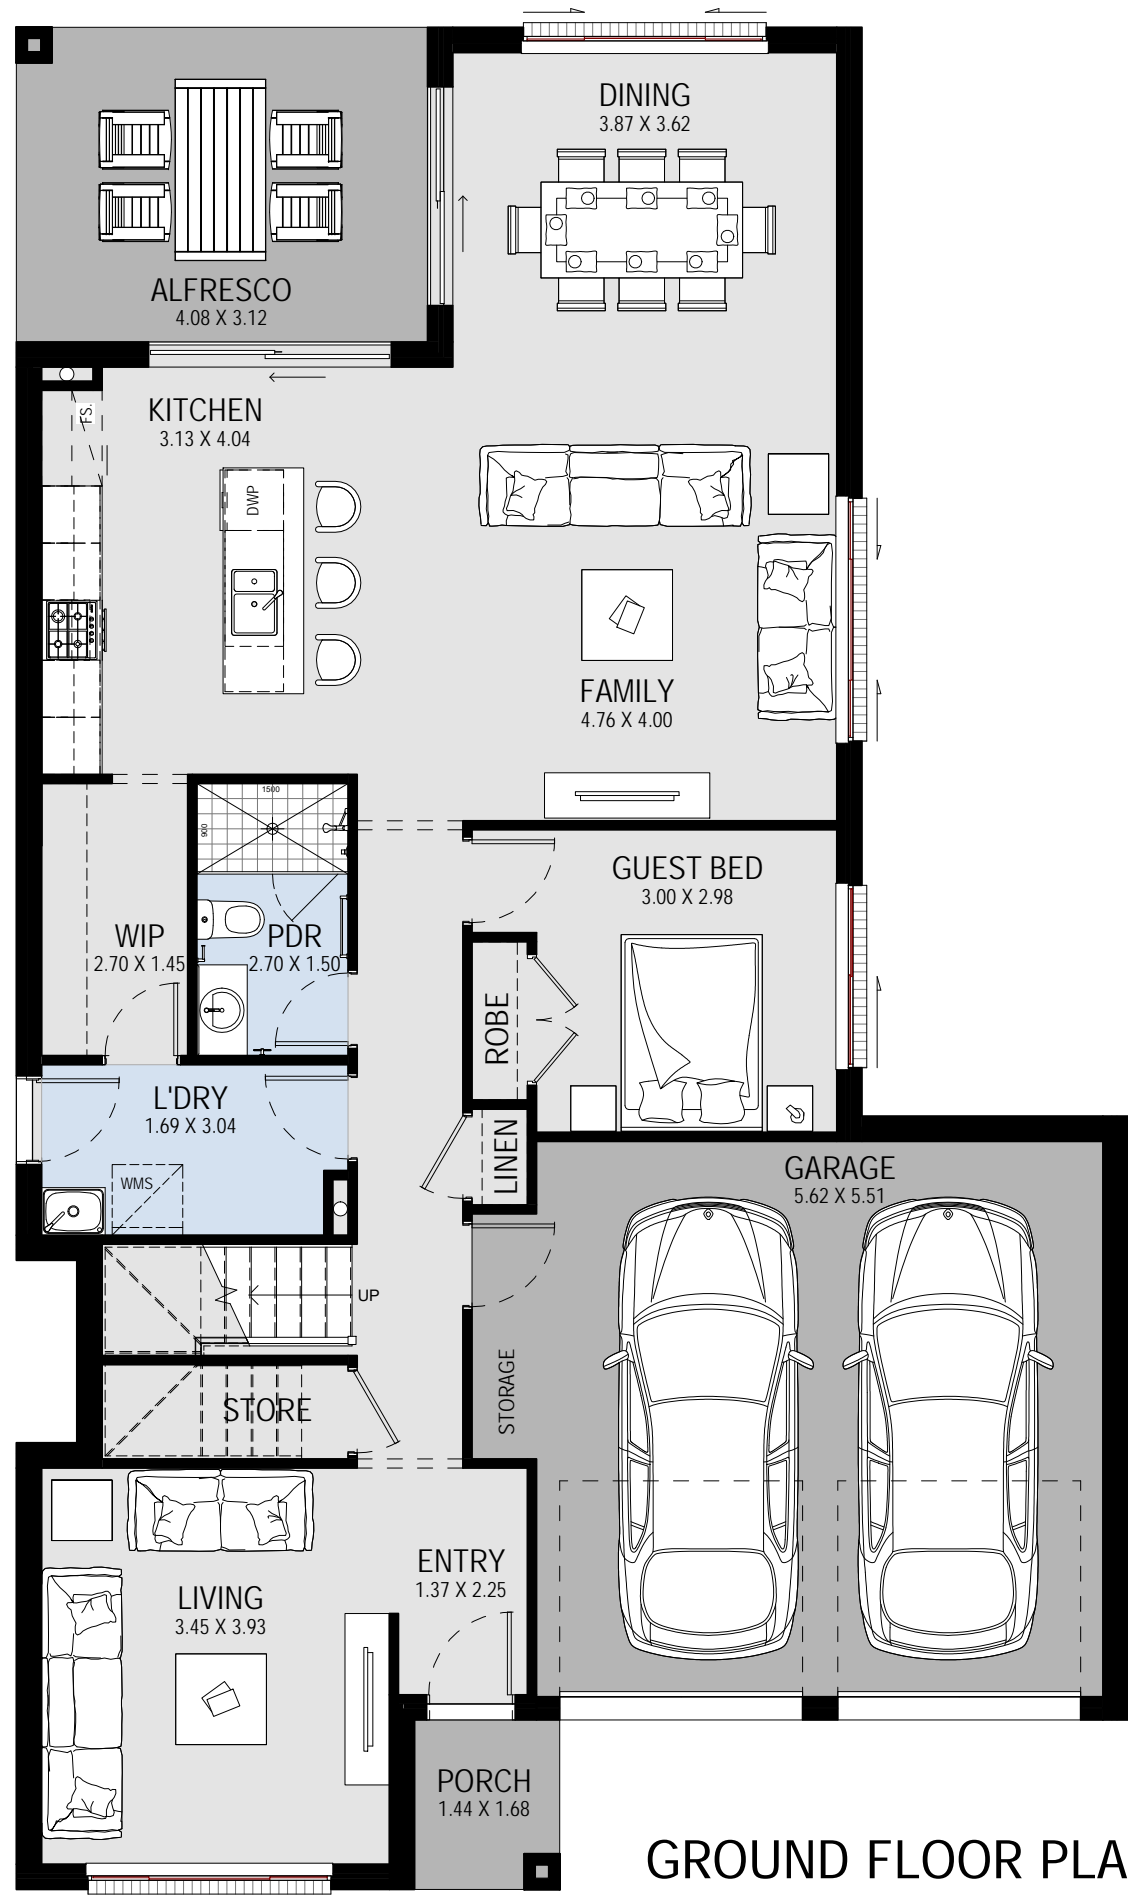 DINING
3.87 X 3.62
ALFRESCO
4.08 X 3.12
KITCHEN
3.13 X 4.04
FS.
DWP
FAMILY
4.76 X 4.00
1500
900
GUEST BED
3.00 X 2.98
WIP
2.70 X 1.45
PDR
2.70 X 1.50
ROBE
L'DRY
1.69 X 3.04
WMS
LINEN
GARAGE
5.62 X 5.51
UP
STORAGE
STORE
ENTRY
1.37 X 2.25
LIVING
3.45 X 3.93
PORCH
1.44 X 1.68
GROUND FLOOR PLA